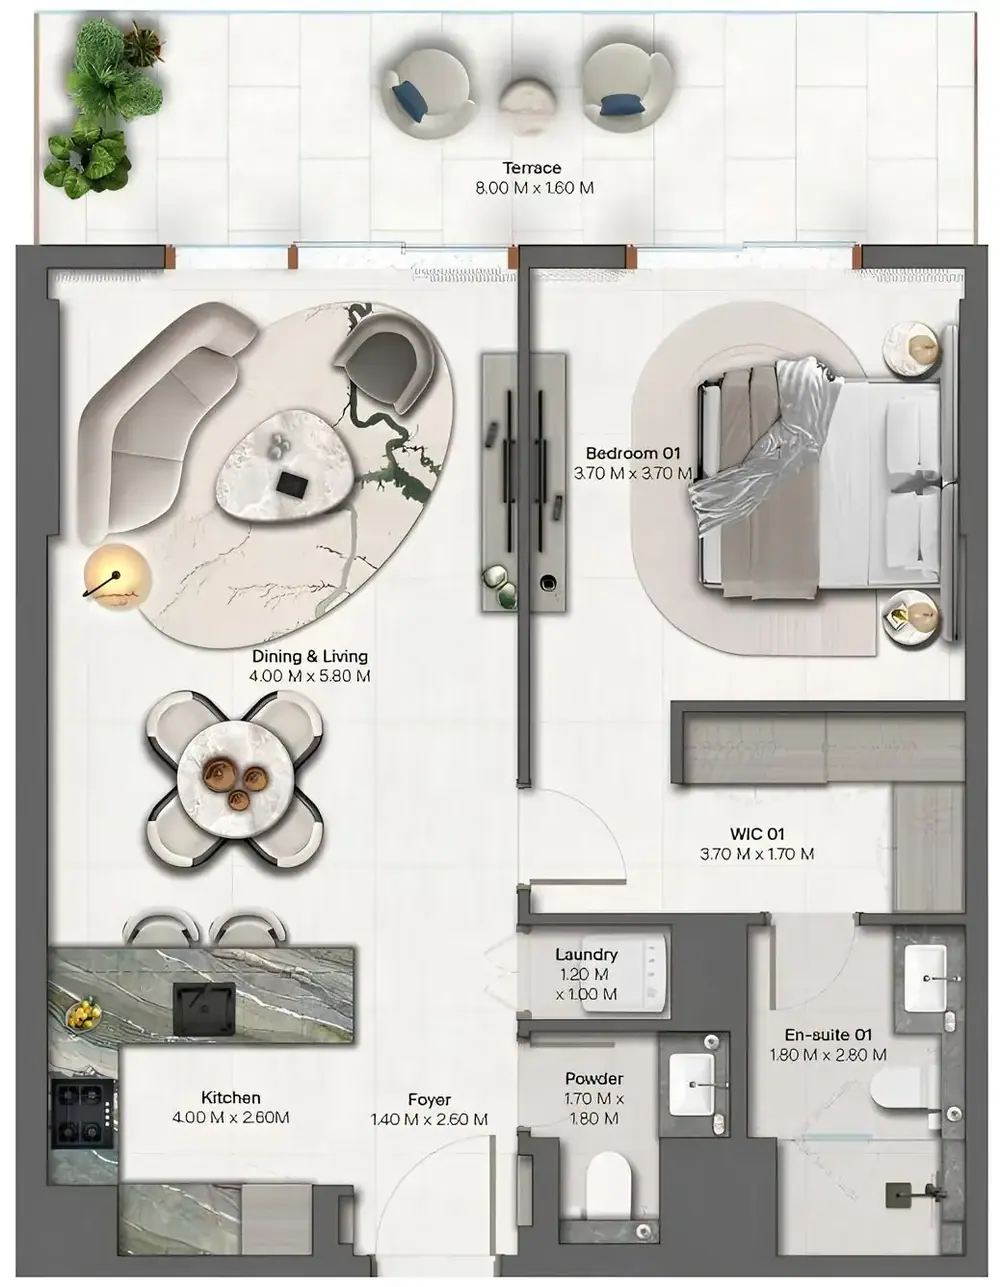 Terrace
8.00 M x 1.60 M
Bedroom 01
3.70 M x 3.70 M
Dining & Living
4.00 M x 5.80 M
WIC 01
3.70 M x 1.70 M
Laundry
1.20 M
x 1.00 M
En-suite 01
1.80 M x 2.80 M
Powder
1.70 M x
1.80 M
Kitchen
4.00 M x 2.60M
Foyer
1.40 M x 2.60 M